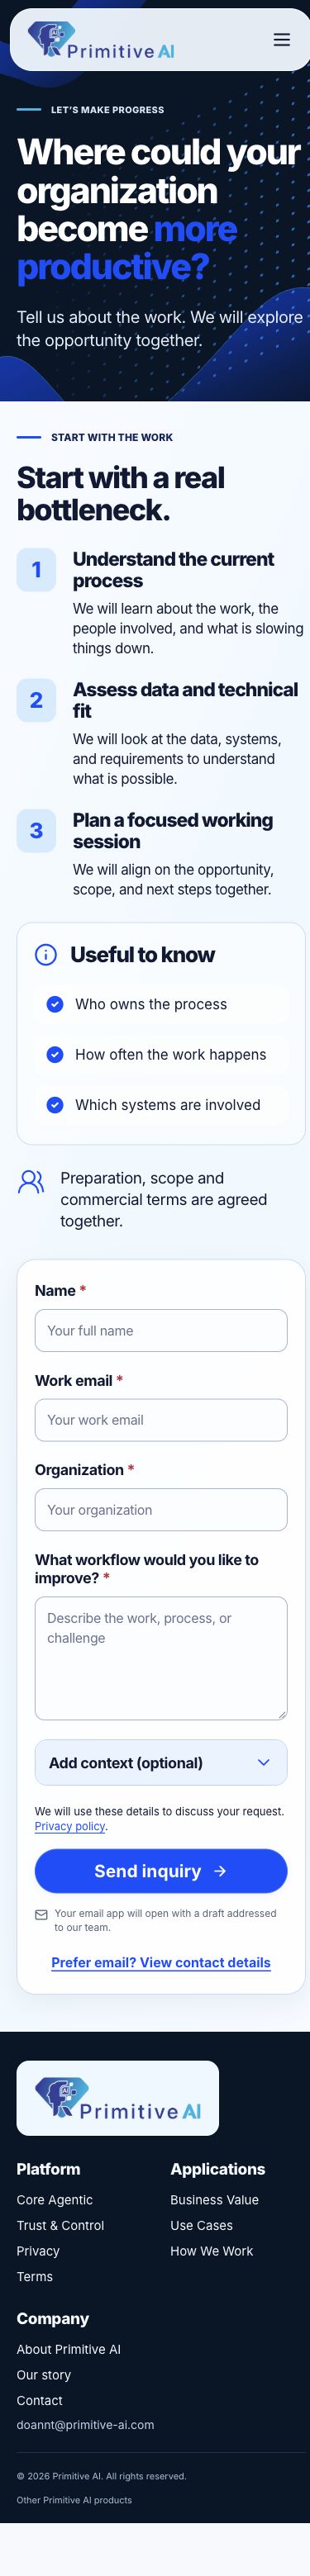 Primitive AI
LET'S MAKE PROGRESS
Where could your
organization
become more
productive?
Tell us about the work. We will explore
the opportunity together.
START WITH THE WORK
Start with a real
bottleneck.
1
Understand the current
process
We will learn about the work, the
people involved, and what is slowing
things down.
2
Assess data and technical
fit
We will look at the data, systems,
and requirements to understand
what is possible.
3
Plan a focused working
session
We will align on the opportunity,
scope, and next steps together.
Useful to know
Who owns the process
How often the work happens
Which systems are involved
Preparation, scope and
commercial terms are agreed
together.
Name *
Your full name
Work email *
Your work email
Organization *
Your organization
What workflow would you like to
improve? *
Describe the work, process, or
challenge
Add context (optional)
We will use these details to discuss your request.
Privacy policy.
Send inquiry →
Your email app will open with a draft addressed
to our team.
Prefer email? View contact details
Primitive AI
Platform
Core Agentic
Trust & Control
Privacy
Terms
Applications
Business Value
Use Cases
How We Work
Company
About Primitive AI
Our story
Contact
doannt@primitive-ai.com
© 2026 Primitive AI. All rights reserved.
Other Primitive AI products